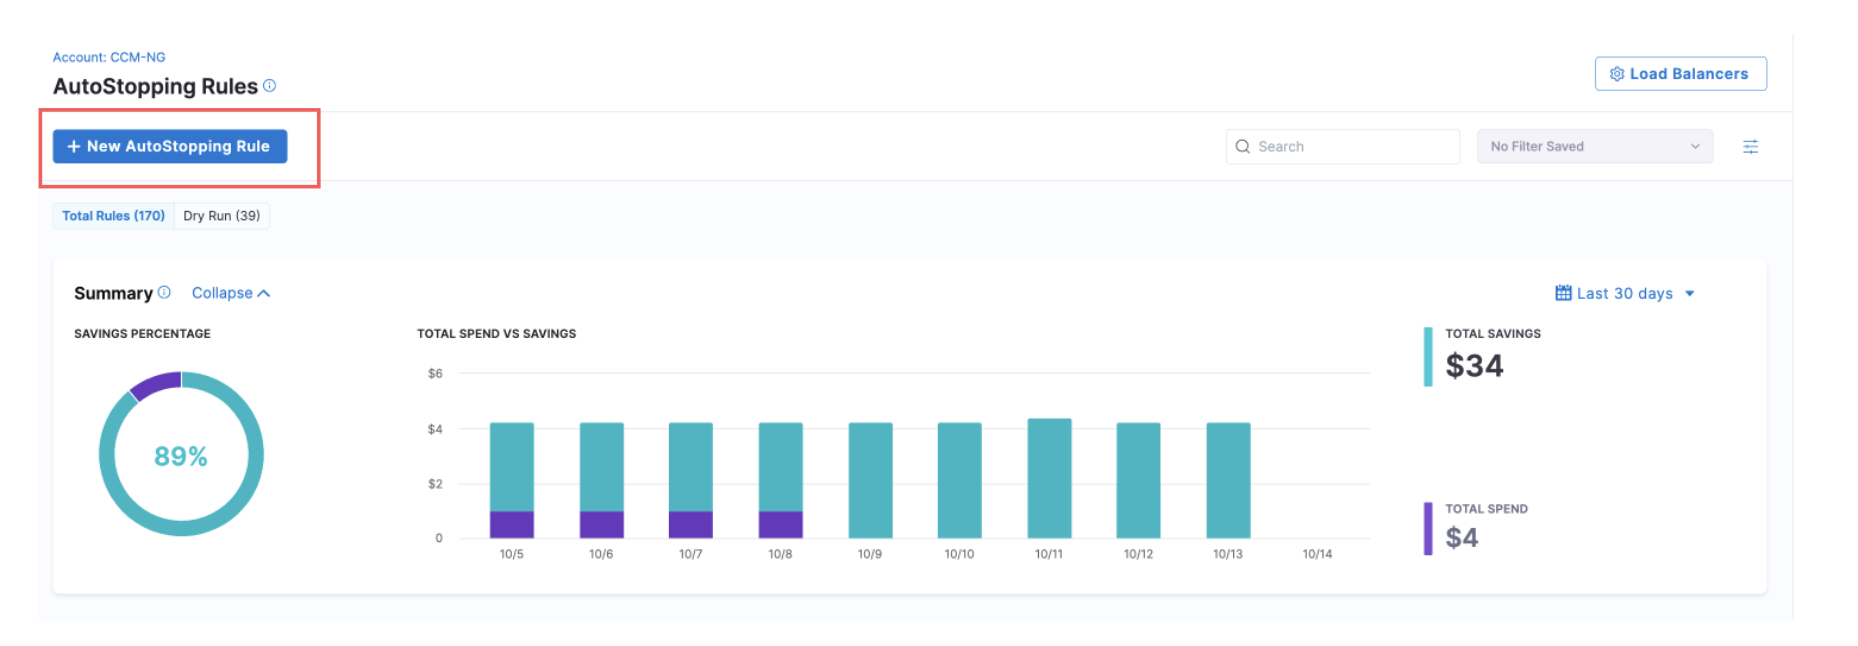 Account: CCM-NG
AutoStopping Rules
Load Balancers
+ New AutoStopping Rule
Search
No Filter Saved
Total Rules (170) Dry Run (39)
Summary Collapse
Last 30 days
SAVINGS PERCENTAGE
89%
TOTAL SPEND VS SAVINGS
$6
$4
$2
0
10/5 10/6 10/7 10/8 10/9 10/10 10/11 10/12 10/13 10/14
TOTAL SAVINGS
$34
TOTAL SPEND
$4